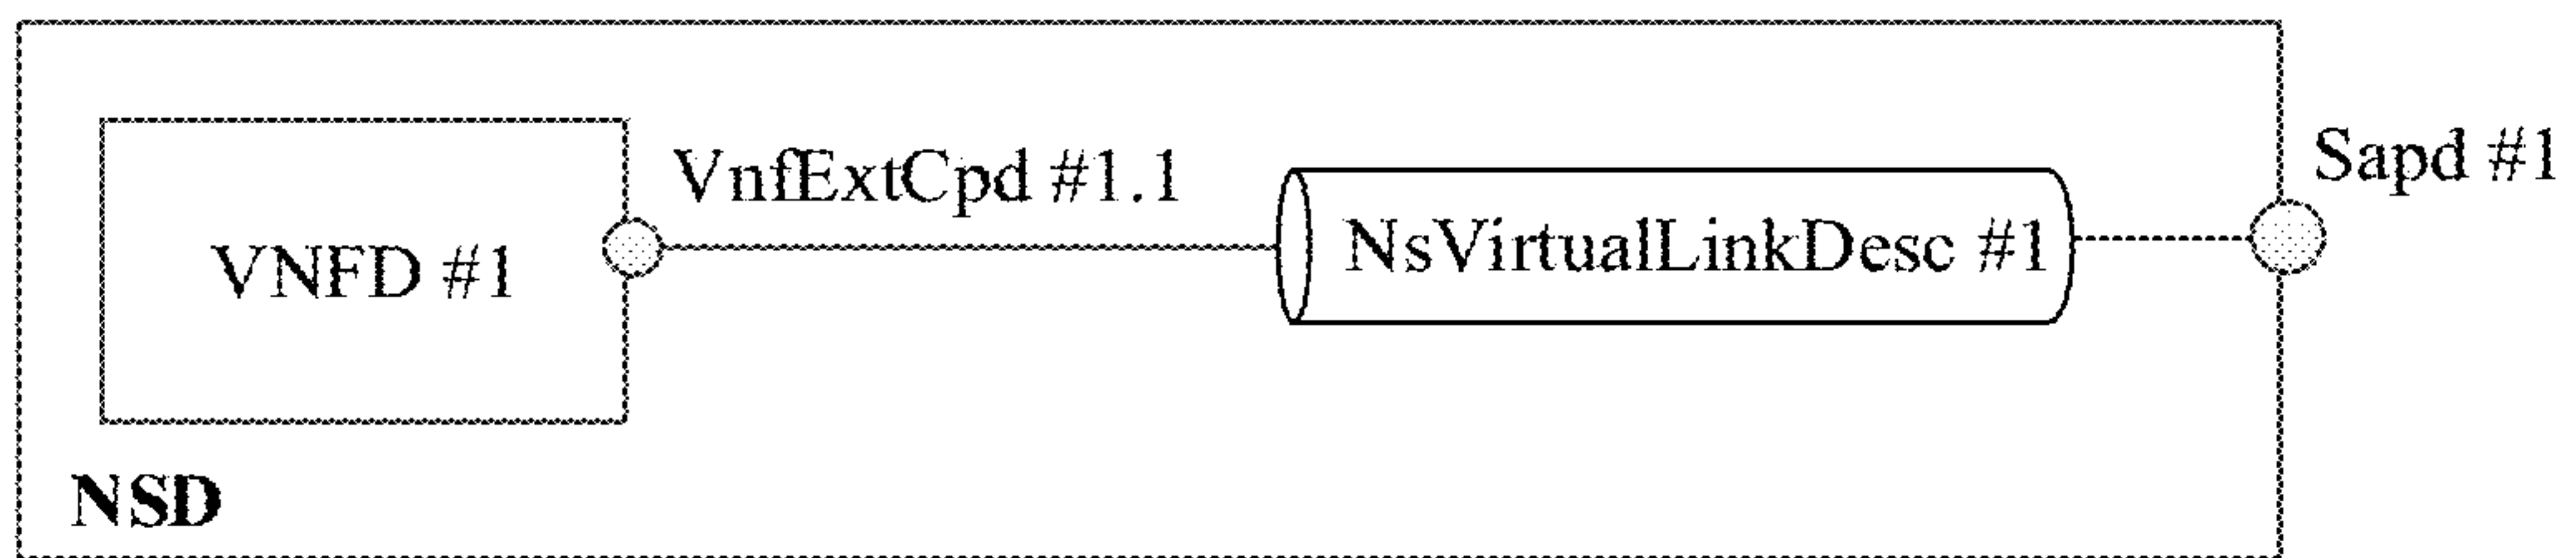 Sapd #1
VnfExtCpd #1.1
VNFD #1
NsVirtualLinkDesc #1
NSD